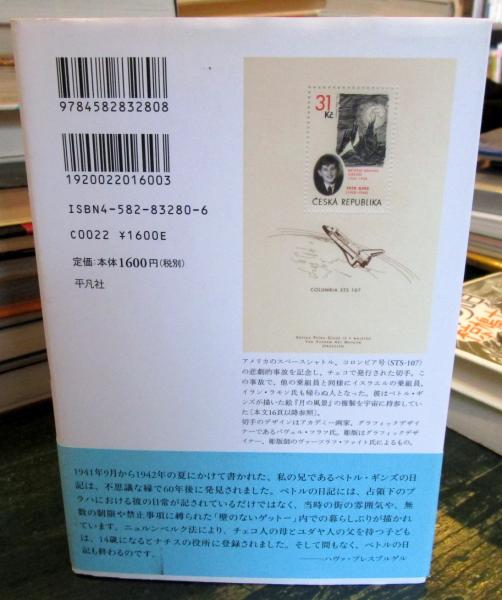 9784582832808
1920022016003
ISBN4-582-83280-6
C0022 ¥1600E
定価:本体1600円(税別)
平凡社
31
Kč
PETR GINZ
(1928-1944)
ČESKÁ REPUBLIKA
COLUMBIA STS 107
アメリカのスペースシャトル、コロンビア号(STS-107)
の悲劇的事故を記念し、チェコで発行された切手。こ
の事故で、他の乗組員と同様にイスラエルの乗組員、
イラン・ラモン氏も帰らぬ人となった。彼はペトル・ギ
ンズが描いた絵『月の風景』の複製を宇宙に持参していた
[本文16頁以降参照]。
切手のデザインはアカデミー画家、グラフィックデザイナ
ーであるパヴェル・フラフ氏。彫版はグラフィックデザイ
ナー、彫版師のヴァーツラフ・ファイト氏によるもの。
1941年9月から1942年の夏にかけて書かれた、私の兄であるペトル・ギンズの日
記は、不思議な縁で60年後に発見されました。ペトルの日記には、占領下の
プラハにおける彼の日常が記されているだけではなく、当時の街の雰囲気や、無
数の制限や禁止事項に縛られた「壁のないゲットー」内での暮らしぶりが描かれ
ています。ニュルンベルク法により、チェコ人の母とユダヤ人の父を持つ子ども
は、14歳になるとナチスの役所に登録されました。そして間もなく、ペトルの日
記も終わるのです。
――ハヴァ・プレスブルゲル